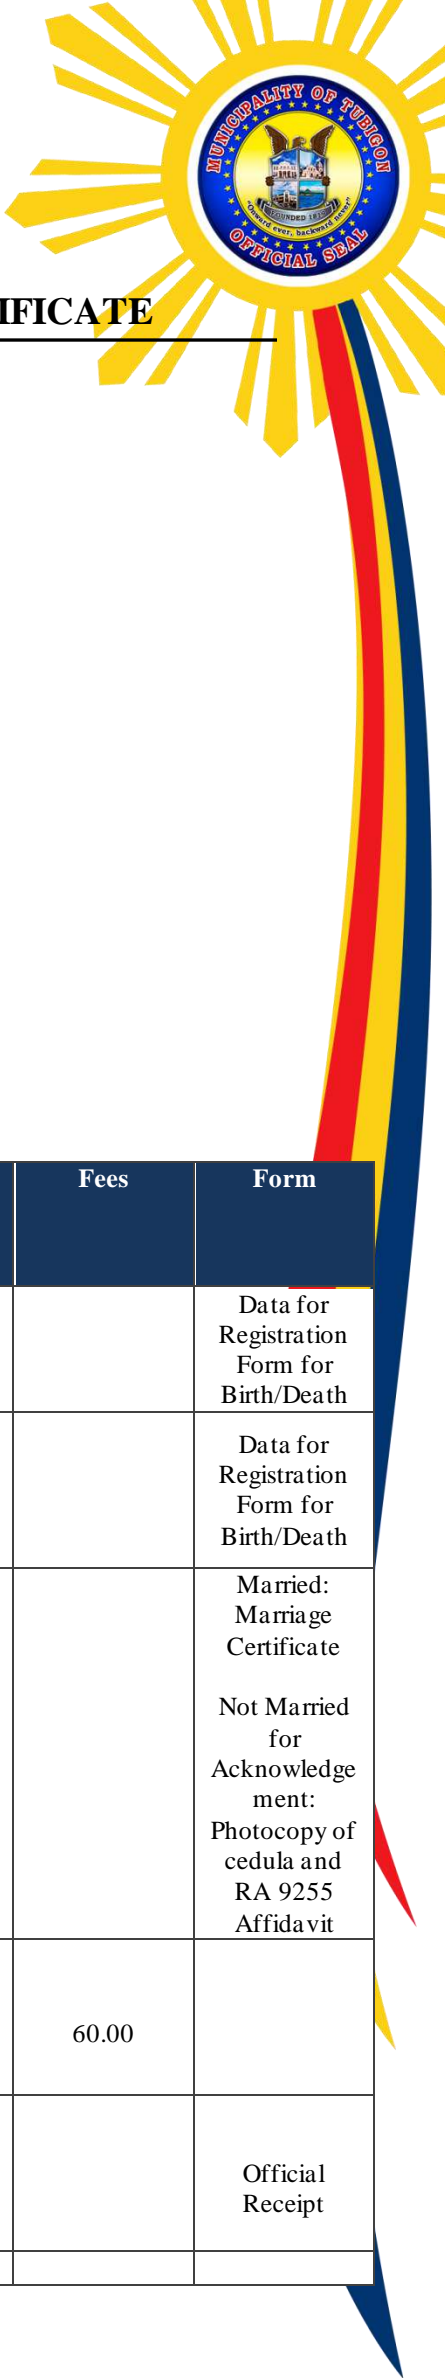 MUNICIPALITY OF TUBIGON
FOUNDED 1819
"Onward ever, backward never"
OFFICIAL SEAL
IFICATE
Fees Form
Data for
Registration
Form for
Birth/Death
Data for
Registration
Form for
Birth/Death
Married:
Marriage
Certificate
Not Married
for
Acknowledge
ment:
Photocopy of
cedula and
RA 9255
Affidavit
60.00
Official
Receipt